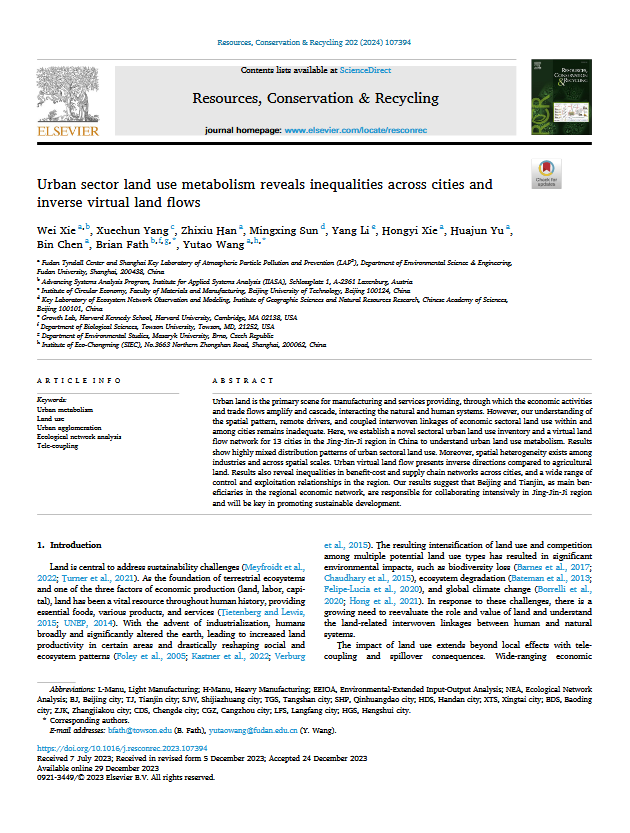 Resources, Conservation & Recycling 202 (2024) 107394
Contents lists available at ScienceDirect
Resources, Conservation & Recycling
journal homepage: www.elsevier.com/locate/resconrec
ELSEVIER
RESOURCES,
CONSERVATION
& RECYCLING
RCR
Check for
updates
Urban sector land use metabolism reveals inequalities across cities and
inverse virtual land flows
Wei Xie a,b, Xuechun Yang c, Zhixiu Han a, Mingxing Sun d, Yang Li e, Hongyi Xie a, Huajun Yu a,
Bin Chen a, Brian Fath b,f,g,*, Yutao Wang a,h,*
a Fudan Tyndall Center and Shanghai Key Laboratory of Atmospheric Particle Pollution and Prevention (LAP3), Department of Environmental Science & Engineering,
Fudan University, Shanghai, 200438, China
b Advancing Systems Analysis Program, Institute for Applied Systems Analysis (IIASA), Schlossplatz 1, A-2361 Laxenburg, Austria
c Institute of Circular Economy, Faculty of Materials and Manufacturing, Beijing University of Technology, Beijing 100124, China
d Key Laboratory of Ecosystem Network Observation and Modeling, Institute of Geographic Sciences and Natural Resources Research, Chinese Academy of Sciences,
Beijing 100101, China
e Growth Lab, Harvard Kennedy School, Harvard University, Cambridge, MA 02138, USA
f Department of Biological Sciences, Towson University, Towson, MD, 21252, USA
g Department of Environmental Studies, Masaryk University, Brno, Czech Republic
h Institute of Eco-Chongming (SIEC), No.3663 Northern Zhongshan Road, Shanghai, 200062, China
ARTICLE INFO
Keywords:
Urban metabolism
Land use
Urban agglomeration
Ecological network analysis
Tele-coupling
ABSTRACT
Urban land is the primary scene for manufacturing and services providing, through which the economic activities
and trade flows amplify and cascade, interacting the natural and human systems. However, our understanding of
the spatial pattern, remote drivers, and coupled interwoven linkages of economic sectoral land use within and
among cities remains inadequate. Here, we establish a novel sectoral urban land use inventory and a virtual land
flow network for 13 cities in the Jing-Jin-Ji region in China to understand urban land use metabolism. Results
show highly mixed distribution patterns of urban sectoral land use. Moreover, spatial heterogeneity exists among
industries and across spatial scales. Urban virtual land flow presents inverse directions compared to agricultural
land. Results also reveal inequalities in benefit-cost and supply chain networks across cities, and a wide range of
control and exploitation relationships in the region. Our results suggest that Beijing and Tianjin, as main ben-
eficiaries in the regional economic network, are responsible for collaborating intensively in Jing-Jin-Ji region
and will be key in promoting sustainable development.
1. Introduction
Land is central to address sustainability challenges (Meyfroidt et al.,
2022; Turner et al., 2021). As the foundation of terrestrial ecosystems
and one of the three factors of economic production (land, labor, capi-
tal), land has been a vital resource throughout human history, providing
essential foods, various products, and services (Tietenberg and Lewis,
2015; UNEP, 2014). With the advent of industrialization, humans
broadly and significantly altered the earth, leading to increased land
productivity in certain areas and drastically reshaping social and
ecosystem patterns (Foley et al., 2005; Kastner et al., 2022; Verburg
et al., 2015). The resulting intensification of land use and competition
among multiple potential land use types has resulted in significant
environmental impacts, such as biodiversity loss (Barnes et al., 2017;
Chaudhary et al., 2015), ecosystem degradation (Bateman et al., 2013;
Felipe-Lucia et al., 2020), and global climate change (Borrelli et al.,
2020; Hong et al., 2021). In response to these challenges, there is a
growing need to reevaluate the role and value of land and understand
the land-related interwoven linkages between human and natural
systems.
The impact of land use extends beyond local effects with tele-
coupling and spillover consequences. Wide-ranging economic
Abbreviations: L-Manu, Light Manufacturing; H-Manu, Heavy Manufacturing; EEIOA, Environmental-Extended Input-Output Analysis; NEA, Ecological Network
Analysis; BJ, Beijing city; TJ, Tianjin city; SJW, Shijiazhuang city; TGS, Tangshan city; SHP, Qinhuangdao city; HDS, Handan city; XTS, Xingtai city; BDS, Baoding
city; ZJK, Zhangjiakou city; CDS, Chengde city; CGZ, Cangzhou city; LFS, Langfang city; HGS, Hengshui city.
* Corresponding authors.
E-mail addresses: bfath@towson.edu (B. Fath), yutaowang@fudan.edu.cn (Y. Wang).
https://doi.org/10.1016/j.resconrec.2023.107394
Received 7 July 2023; Received in revised form 5 December 2023; Accepted 24 December 2023
Available online 29 December 2023
0921-3449/© 2023 Elsevier B.V. All rights reserved.